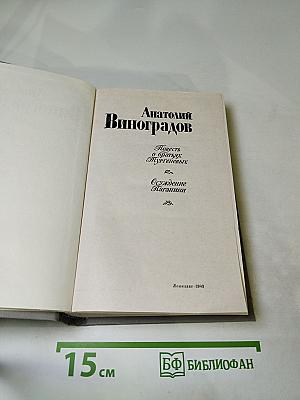 Анатолий
Виноградов
Повесть
о братьях
Тургеневых
Осуждение
Паганини
15 см
БФ БИБЛИОФАН